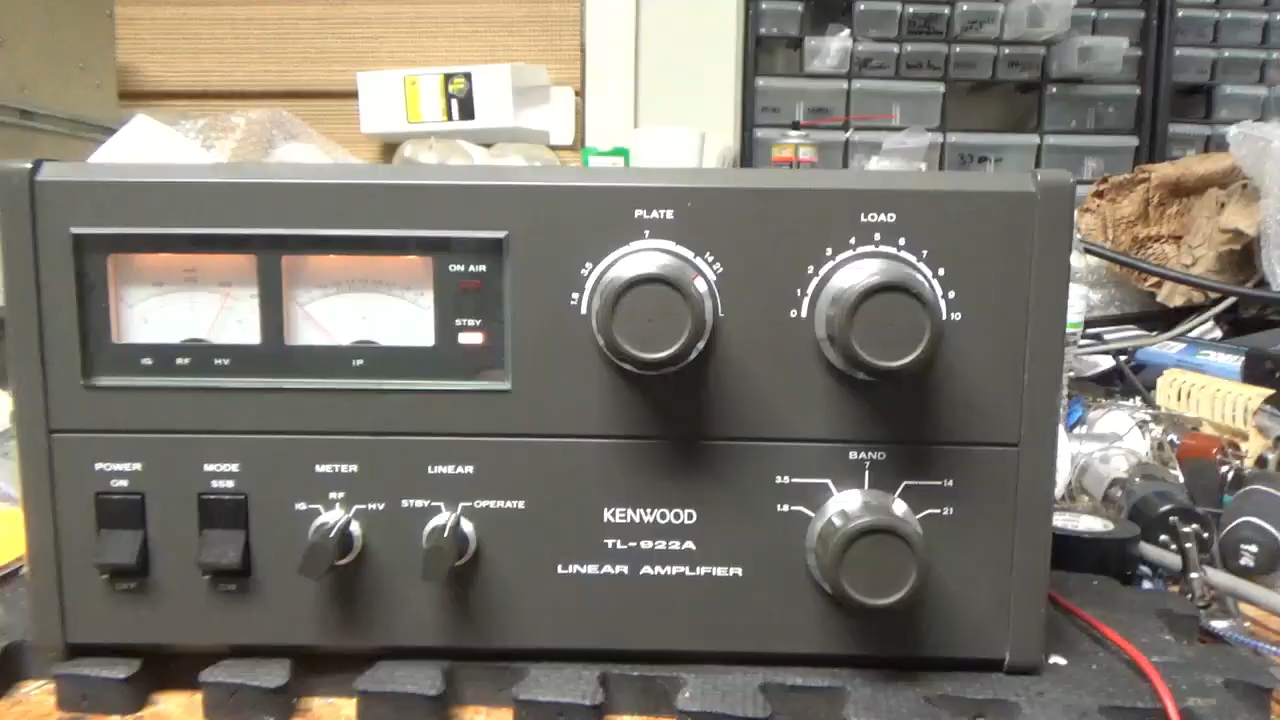 PLATE
1.8 3.5 7 14 21
LOAD
0 1 2 3 4 5 6 7 8 9 10
ON AIR
STBY
IG RF HV
IP
POWER
ON
OFF
MODE
SSB
CW
METER
IG RF HV
LINEAR
STBY OPERATE
KENWOOD
TL-922A
LINEAR AMPLIFIER
BAND
1.8 3.5 7 14 21